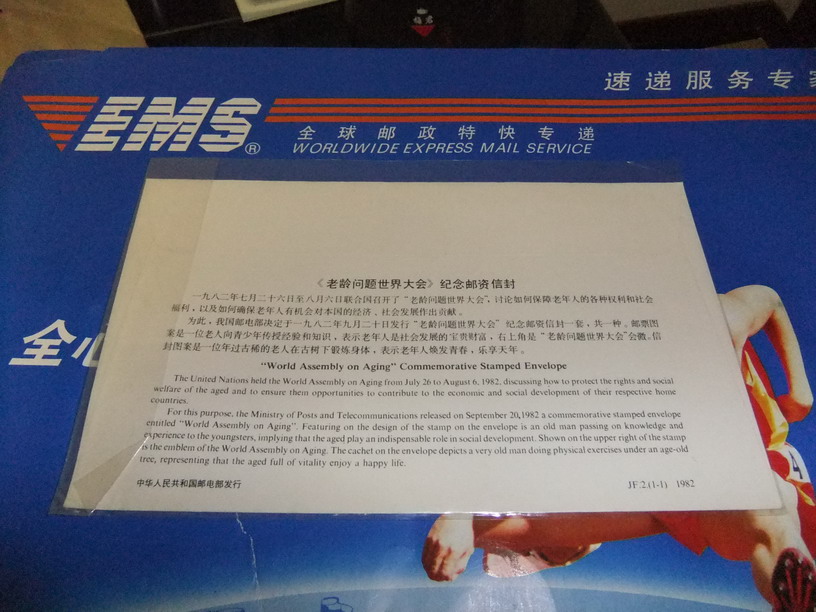 速递服务专家
EMS®
全球邮政特快专递
WORLDWIDE EXPRESS MAIL SERVICE
《老龄问题世界大会》纪念邮资信封
一九八二年七月二十六日至八月六日联合国召开了“老龄问题世界大会”,讨论如何保障老年人的各种权利和社会
福利,以及如何确保老年人有机会对本国的经济、社会发展作出贡献。
为此,我国邮电部决定于一九八二年九月二十日发行“老龄问题世界大会”纪念邮资信封一套,共一种。邮票图
案是一位老人向青少年传授经验和知识,表示老年人是社会发展的宝贵财富,右上角是“老龄问题世界大会”会徽。信
封图案是一位年过古稀的老人在古树下锻炼身体,表示老年人焕发青春,乐享天年。
"World Assembly on Aging" Commemorative Stamped Envelope
The United Nations held the World Assembly on Aging from July 26 to August 6, 1982, discussing how to protect the rights and social
welfare of the aged and to ensure them opportunities to contribute to the economic and social development of their respective home
countries.
For this purpose, the Ministry of Posts and Telecommunications released on September 20,1982 a commemorative stamped envelope
entitled "World Assembly on Aging". Featuring on the design of the stamp on the envelope is an old man passing on knowledge and
experience to the youngsters, implying that the aged play an indispensable role in social development. Shown on the upper right of the stamp
is the emblem of the World Assembly on Aging. The cachet on the envelope depicts a very old man doing physical exercises under an age-old
tree, representing that the aged full of vitality enjoy a happy life.
中华人民共和国邮电部发行
JF.2.(1-1) 1982
全心